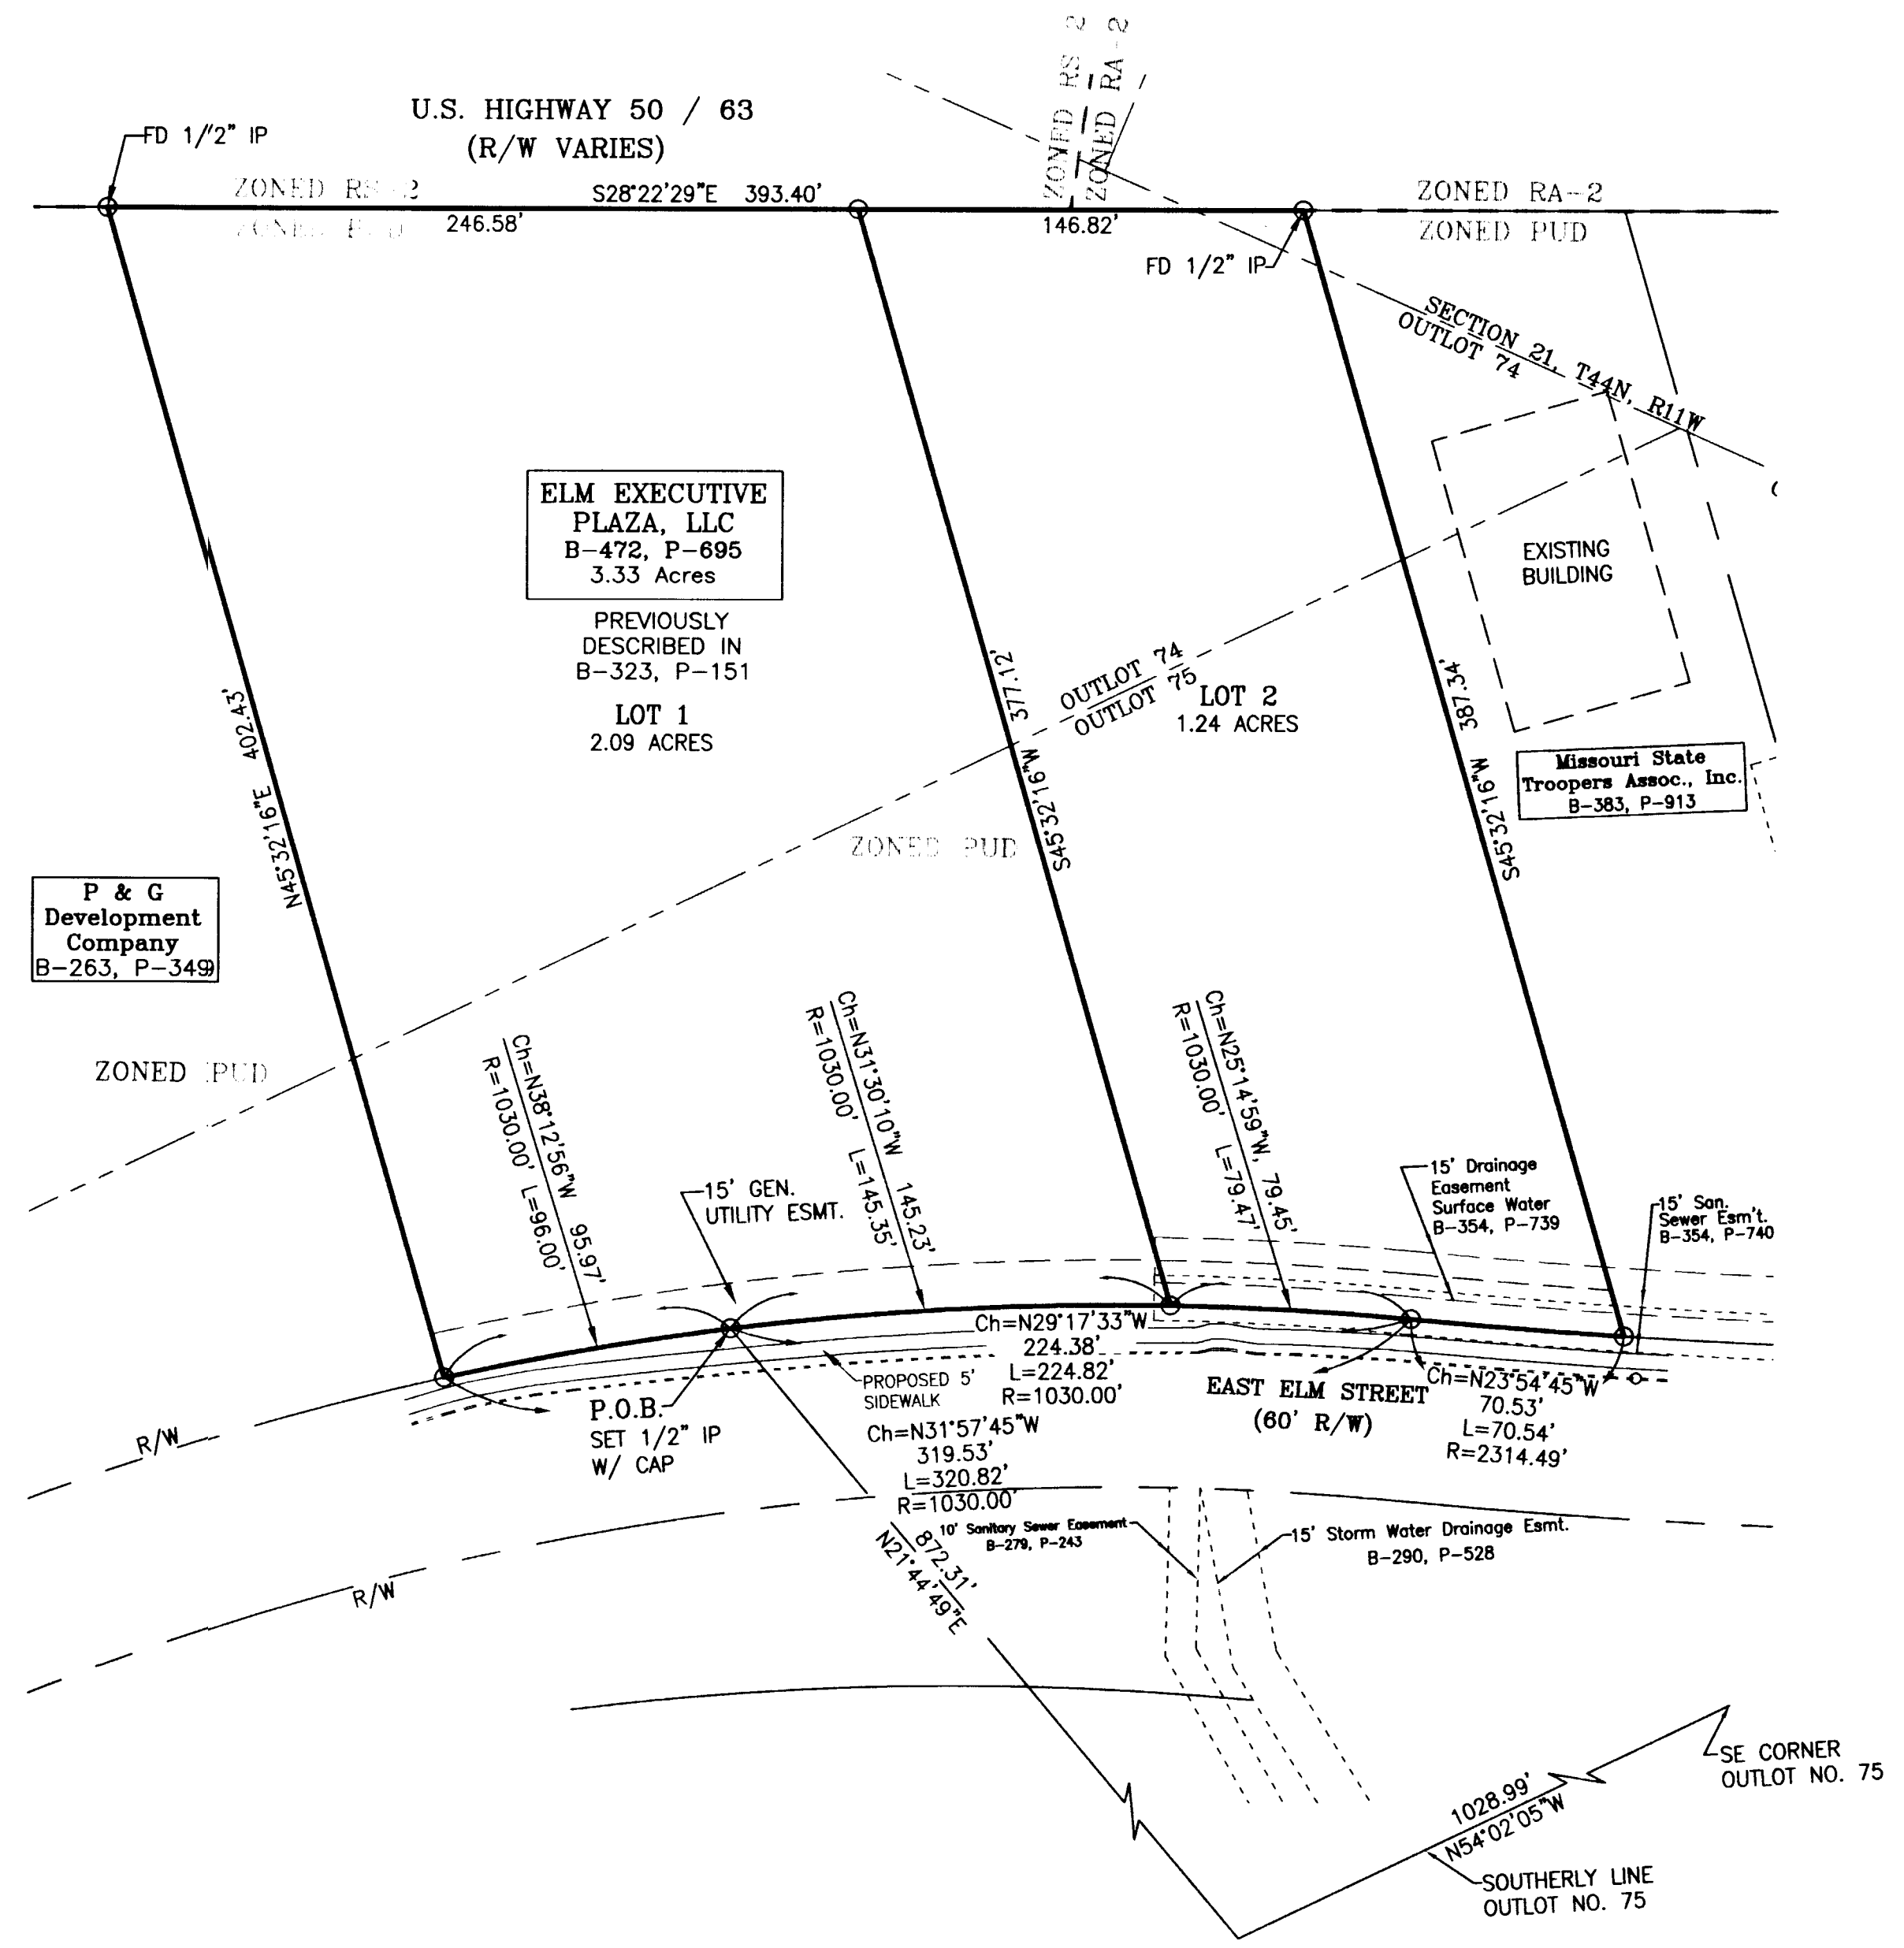 ZONED RS-2
ZONED RA-2
U.S. HIGHWAY 50 / 63
(R/W VARIES)
FD 1/2" IP
ZONED RS-2
S28°22'29"E 393.40'
ZONED RA-2
ZONED PUD
246.58'
146.82'
ZONED PUD
FD 1/2" IP
SECTION 21, T44N, R11W
OUTLOT 74
ELM EXECUTIVE
PLAZA, LLC
B-472, P-695
3.33 Acres
PREVIOUSLY
DESCRIBED IN
B-323, P-151
LOT 1
2.09 ACRES
EXISTING
BUILDING
OUTLOT 74
OUTLOT 75
LOT 2
1.24 ACRES
N45°32'16"E 402.43'
S45°32'16"W 377.12'
S45°32'16"W 387.34'
Missouri State
Troopers Assoc., Inc.
B-383, P-913
ZONED PUD
P & G
Development
Company
B-263, P-349
ZONED PUD
Ch=N38°12'56"W 95.97'
R=1030.00' L=96.00'
Ch=N31°30'10"W 145.23'
R=1030.00' L=145.35'
Ch=N25°14'59"W, 79.45'
R=1030.00' L=79.47'
15' GEN.
UTILITY ESMT.
15' Drainage
Easement
Surface Water
B-354, P-739
15' San.
Sewer Esm't.
B-354, P-740
Ch=N29°17'33"W
224.38'
L=224.82'
R=1030.00'
PROPOSED 5'
SIDEWALK
EAST ELM STREET
(60' R/W)
Ch=N23°54'45"W
70.53'
L=70.54'
R=2314.49'
P.O.B.
SET 1/2" IP
W/ CAP
Ch=N31°57'45"W
319.53'
L=320.82'
R=1030.00'
R/W
R/W
872.31'
N21°44'49"E
10' Sanitary Sewer Easement
B-279, P-243
15' Storm Water Drainage Esmt.
B-290, P-528
SE CORNER
OUTLOT NO. 75
1028.99'
N54°02'05"W
SOUTHERLY LINE
OUTLOT NO. 75